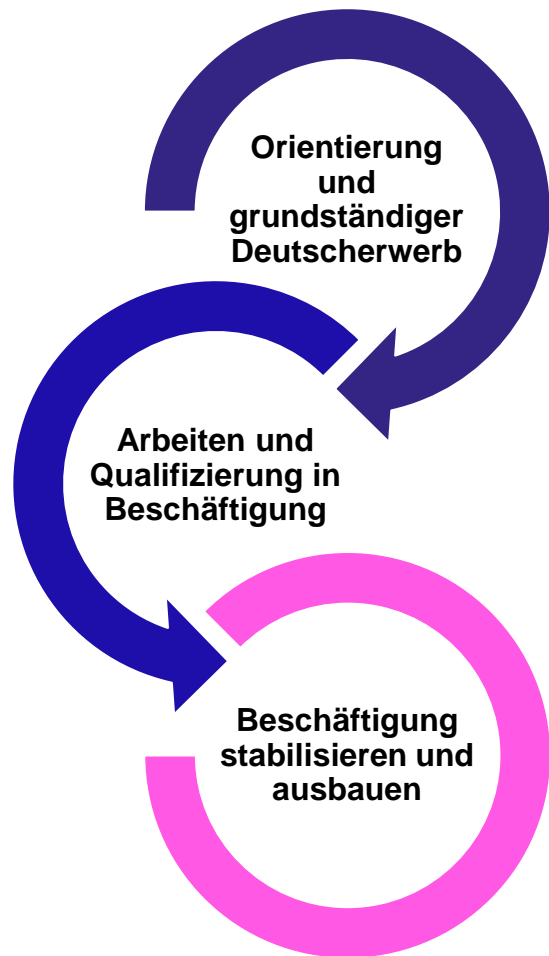 Orientierung
und
grundständiger
Deutscherwerb
Arbeiten und
Qualifizierung in
Beschäftigung
Beschäftigung
stabilisieren und
ausbauen